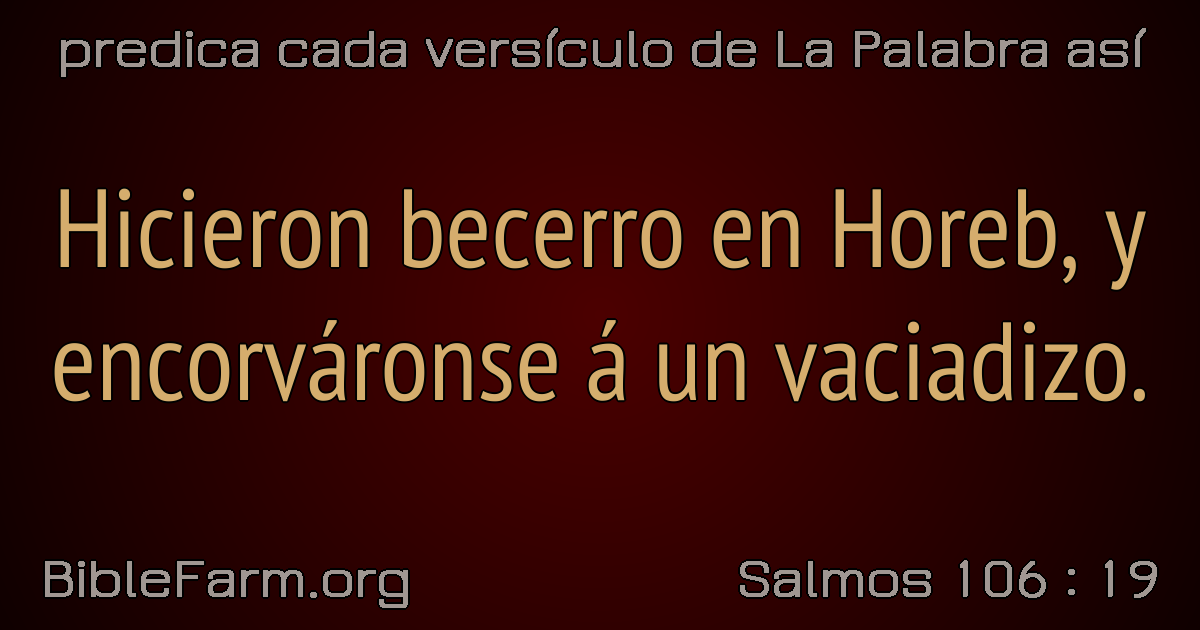 predica cada versículo de La Palabra así
Hicieron becerro en Horeb, y
encorváronse á un vaciadizo.
BibleFarm.org
Salmos 106 : 19